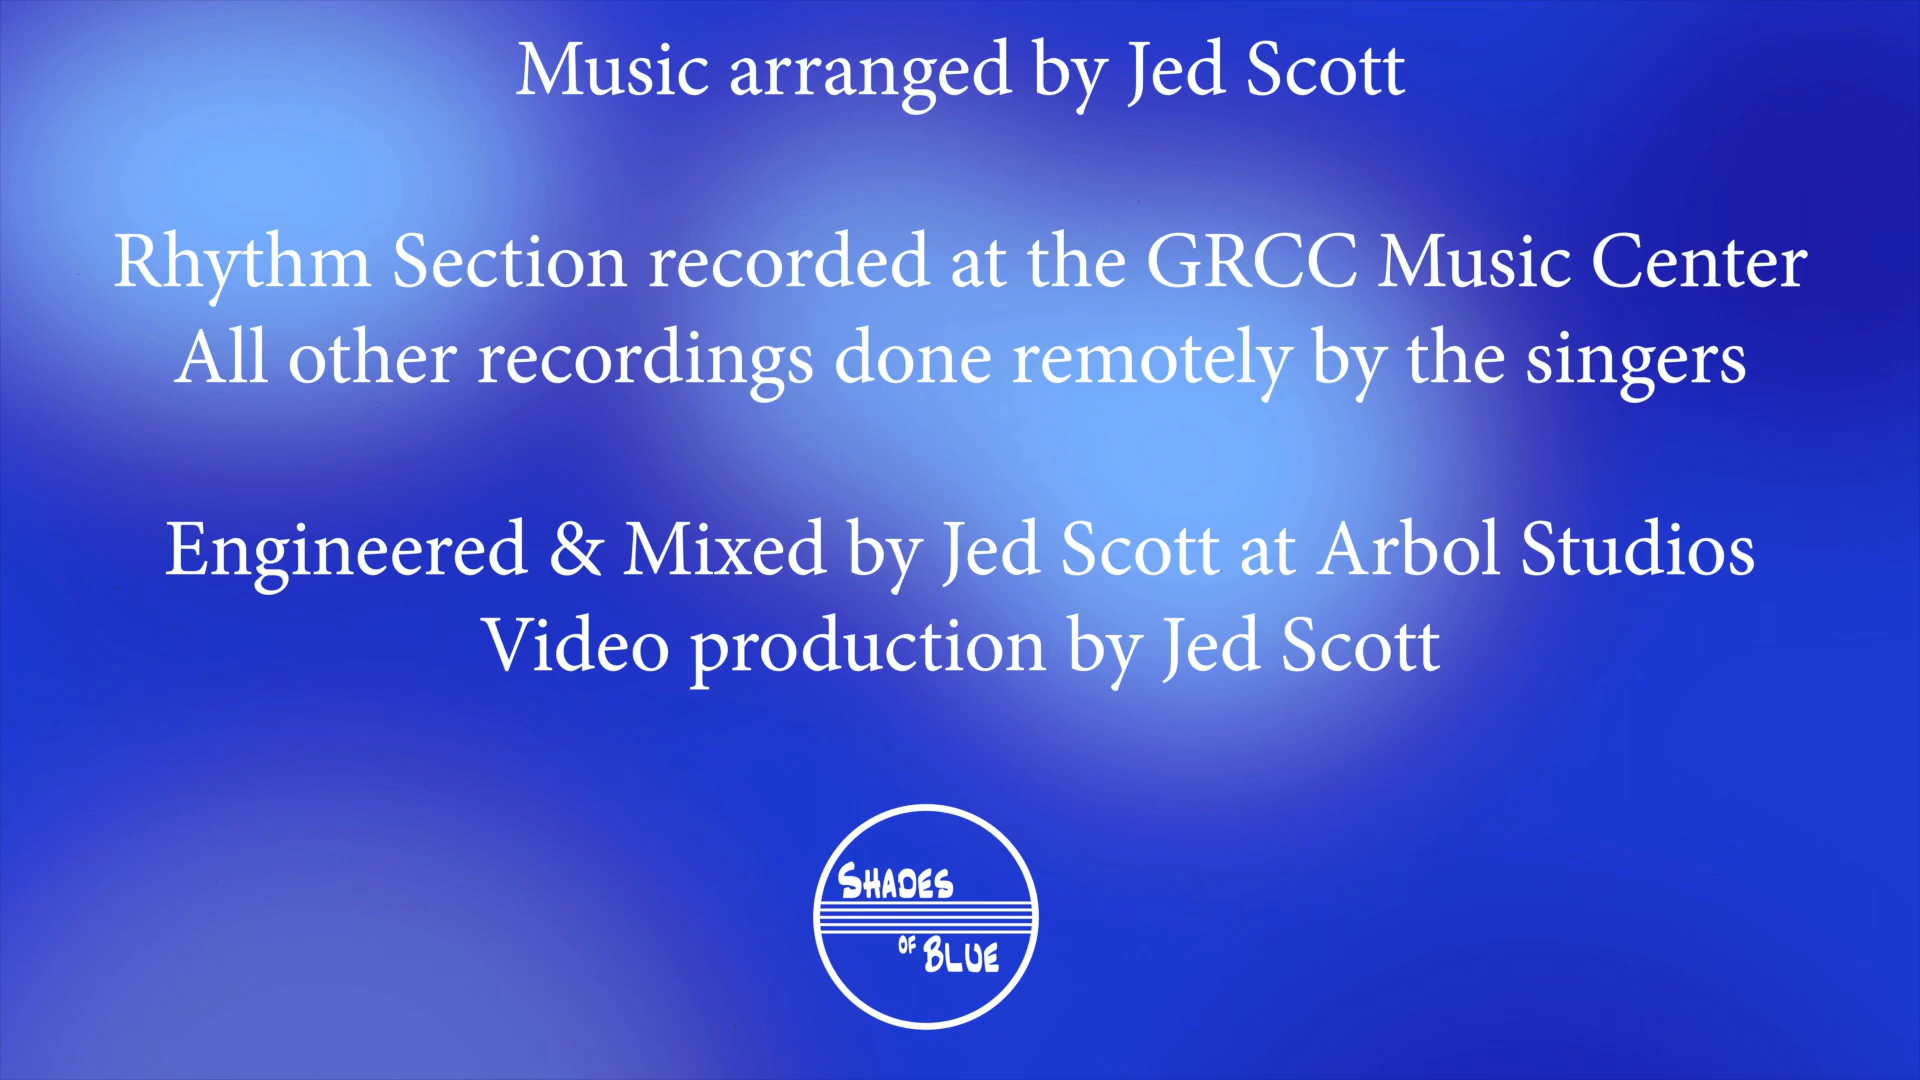 Music arranged by Jed Scott
Rhythm Section recorded at the GRCC Music Center
All other recordings done remotely by the singers
Engineered & Mixed by Jed Scott at Arbol Studios
Video production by Jed Scott
SHADES
OF BLUE